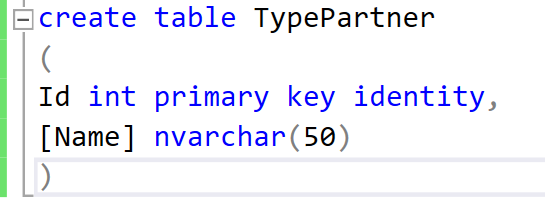 create table TypePartner
(
Id int primary key identity,
[Name] nvarchar(50)
)